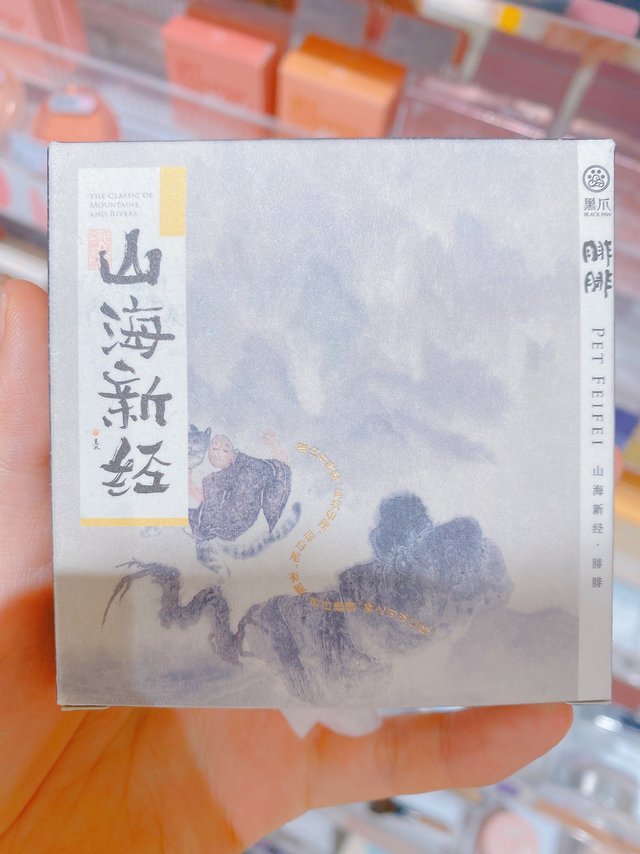 THE CLASSIC OF
MOUNTAINS
AND RIVERS
山海新经
黑爪
BLACK PAW
腓腓
PET FEIFEI
山海新经·腓腓